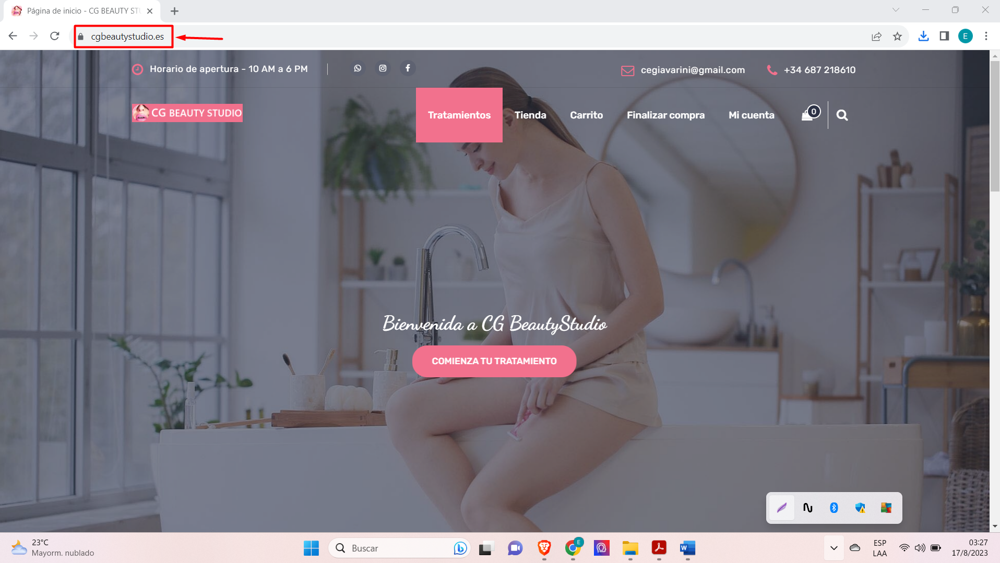 Página de inicio - CG BEAUTY STU
cgbeautystudio.es
E
Horario de apertura - 10 AM a 6 PM
cegiavarini@gmail.com
+34 687 218610
CG BEAUTY STUDIO
Tratamientos
Tienda
Carrito
Finalizar compra
Mi cuenta
0
Bienvenida a CG BeautyStudio
COMIENZA TU TRATAMIENTO
23°C
Mayorm. nublado
Buscar
E
W
ESP
LAA
03:27
17/8/2023